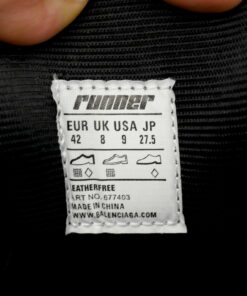 runner
EUR UK USA JP
42 8 9 27.5
LEATHERFREE
ART NO. 677403
MADE IN CHINA
WWW.BALENCIAGA.COM